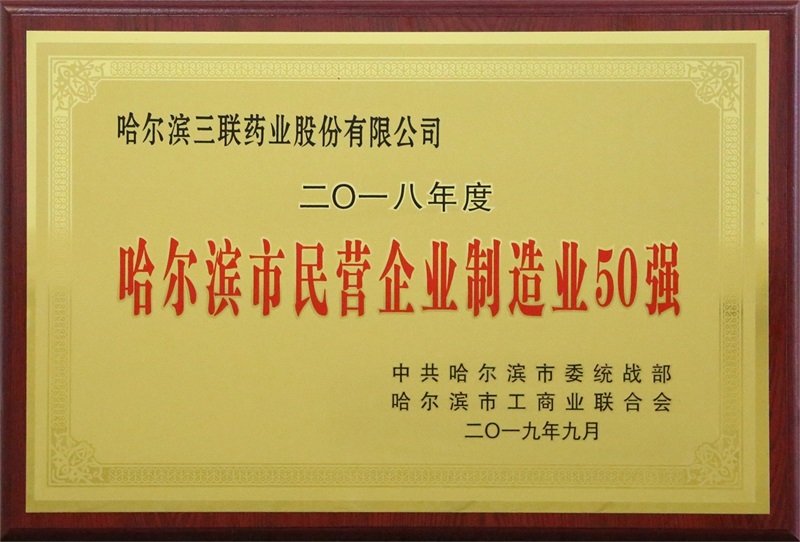 哈尔滨三联药业股份有限公司
二〇一八年度
哈尔滨市民营企业制造业50强
中共哈尔滨市委统战部
哈尔滨市工商业联合会
二〇一九年九月